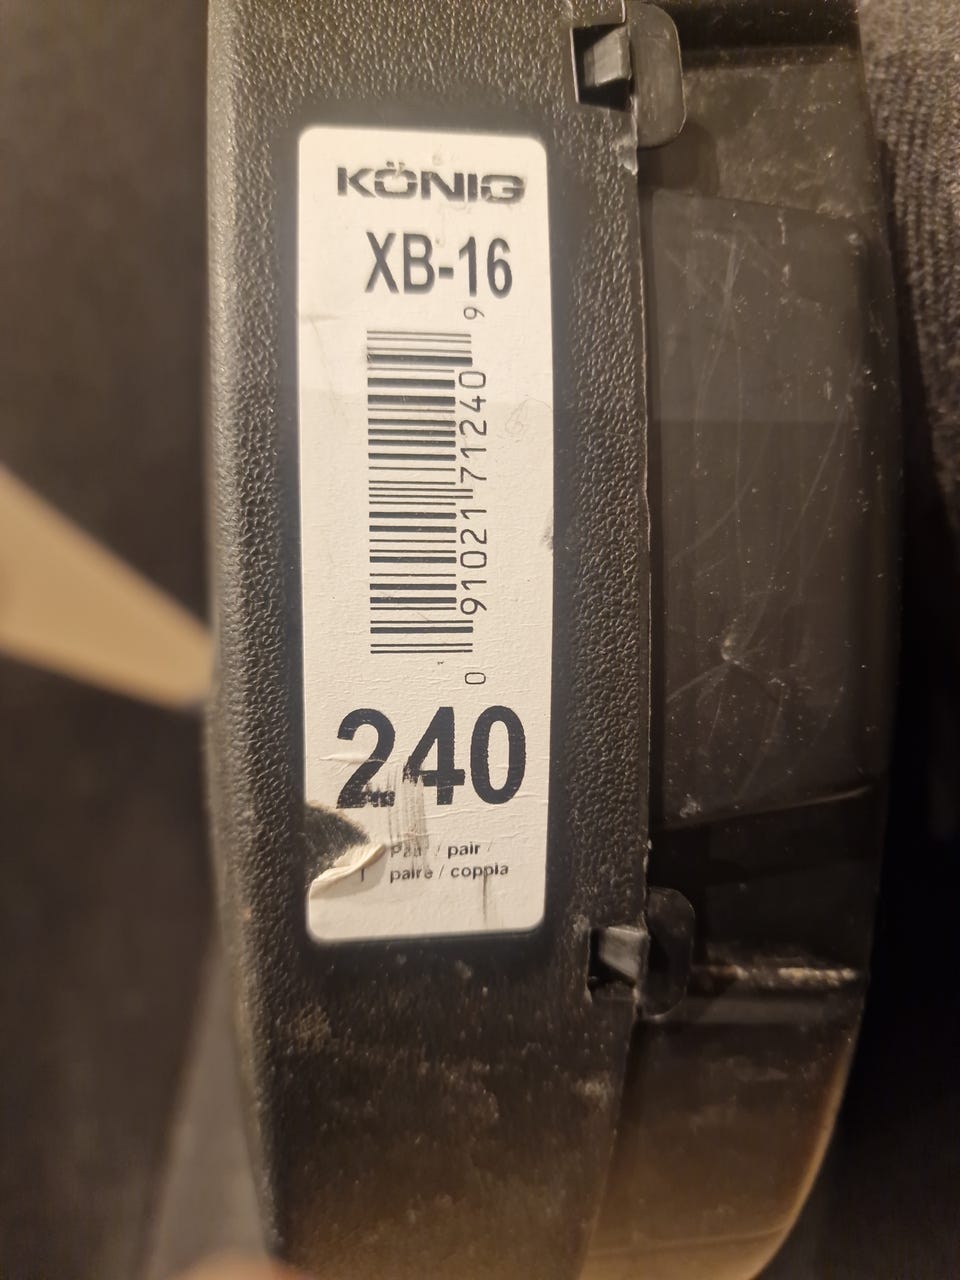 KÖNIG
XB-16
0 91021 71240 9
240
/ pair /
paire / coppia